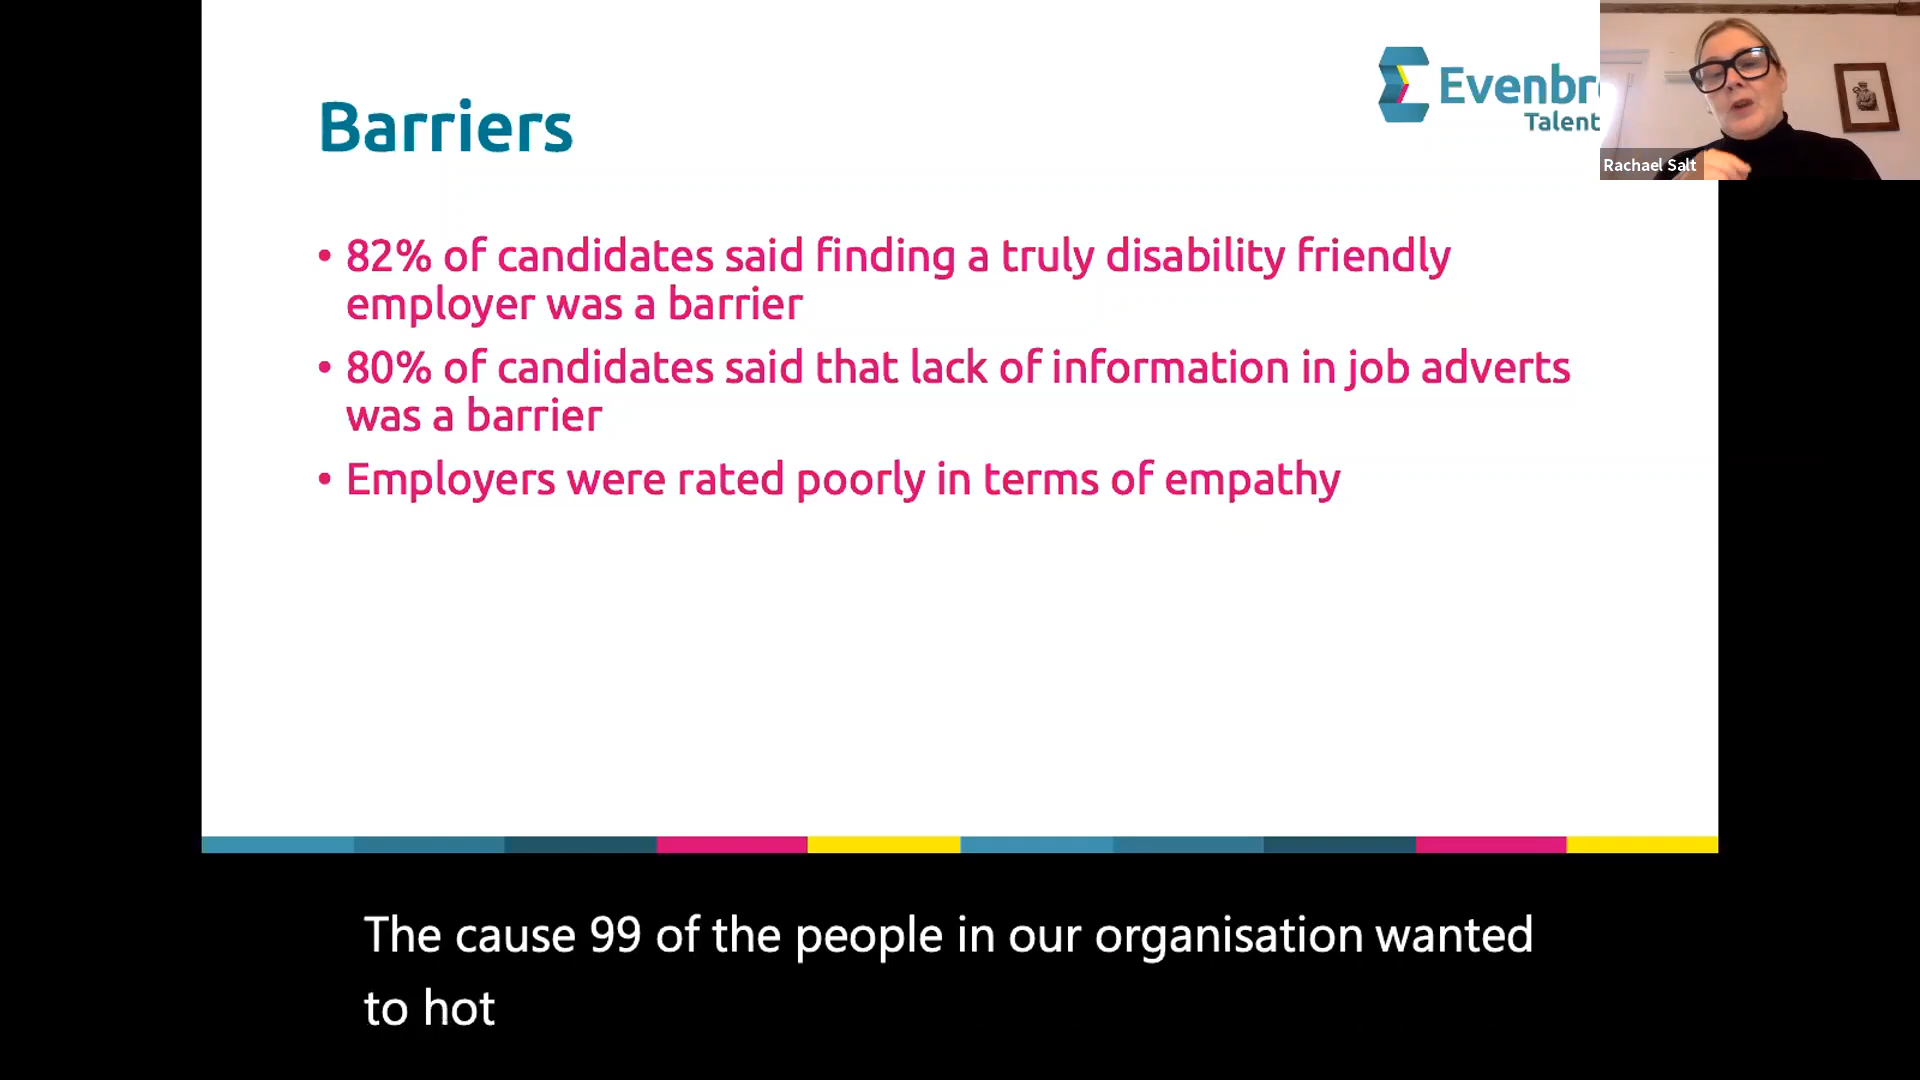 Barriers
Evenbr
Talent
Rachael Salt
• 82% of candidates said finding a truly disability friendly
employer was a barrier
• 80% of candidates said that lack of information in job adverts
was a barrier
• Employers were rated poorly in terms of empathy
The cause 99 of the people in our organisation wanted
to hot